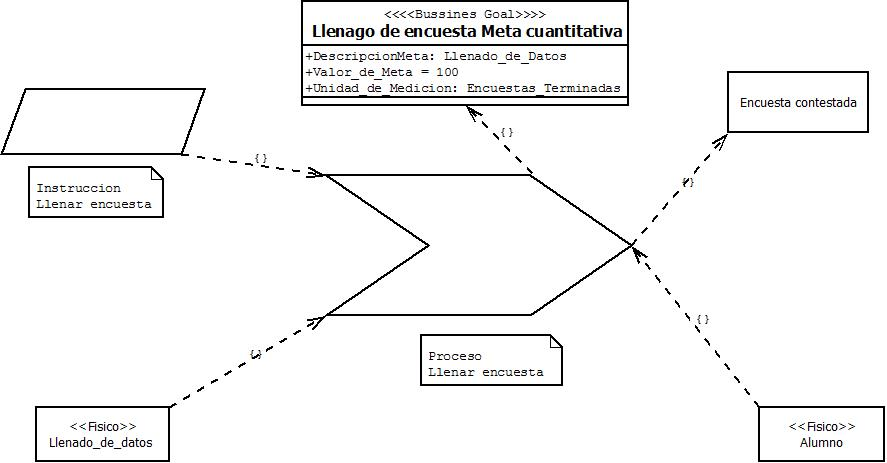 <<<<Bussines Goal>>>>
Llenago de encuesta Meta cuantitativa
+DescripcionMeta: Llenado_de_Datos
+Valor_de_Meta = 100
+Unidad_de_Medicion: Encuestas_Terminadas
Encuesta contestada
{}
{}
{}
Instruccion
Llenar encuesta
{}
{}
Proceso
Llenar encuesta
<<Fisico>>
Llenado_de_datos
<<Fisico>>
Alumno